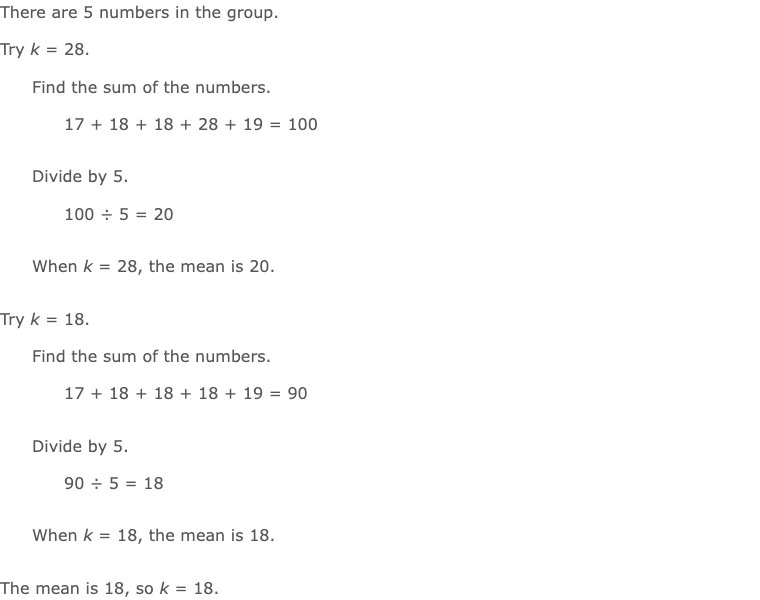 There are 5 numbers in the group.
Try k = 28.
Find the sum of the numbers.
17 + 18 + 18 + 28 + 19 = 100
Divide by 5.
100 ÷ 5 = 20
When k = 28, the mean is 20.
Try k = 18.
Find the sum of the numbers.
17 + 18 + 18 + 18 + 19 = 90
Divide by 5.
90 ÷ 5 = 18
When k = 18, the mean is 18.
The mean is 18, so k = 18.